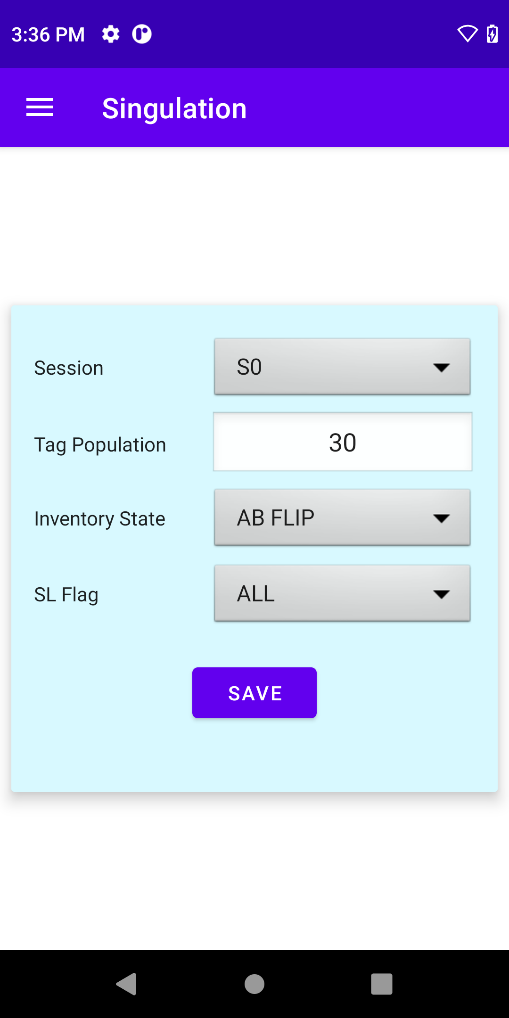 3:36 PM
Singulation
Session
S0
Tag Population
30
Inventory State
AB FLIP
SL Flag
ALL
SAVE